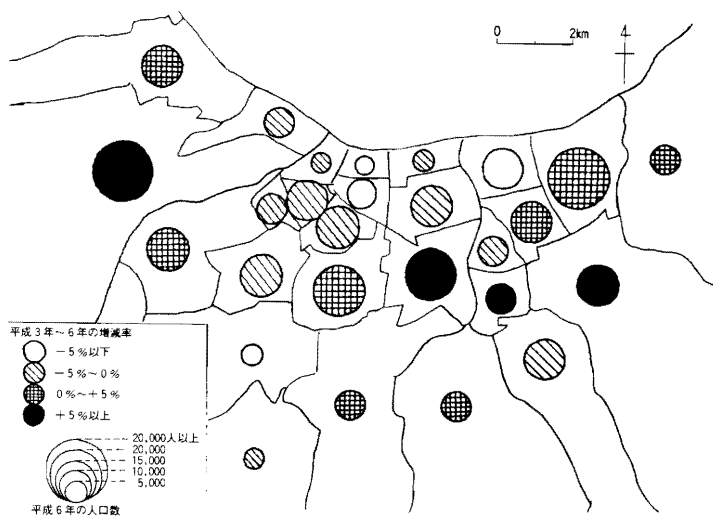 0 2km
4
平成3年～6年の増減率
－5％以下
－5％～0％
0％～＋5％
＋5％以上
20,000人以上
20,000
15,000
10,000
5,000
平成6年の人口数